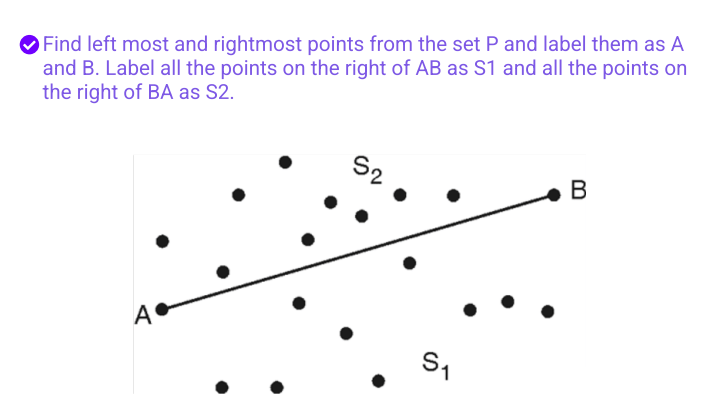 Find left most and rightmost points from the set P and label them as A
and B. Label all the points on the right of AB as S1 and all the points on
the right of BA as S2.
S2
B
A
S1